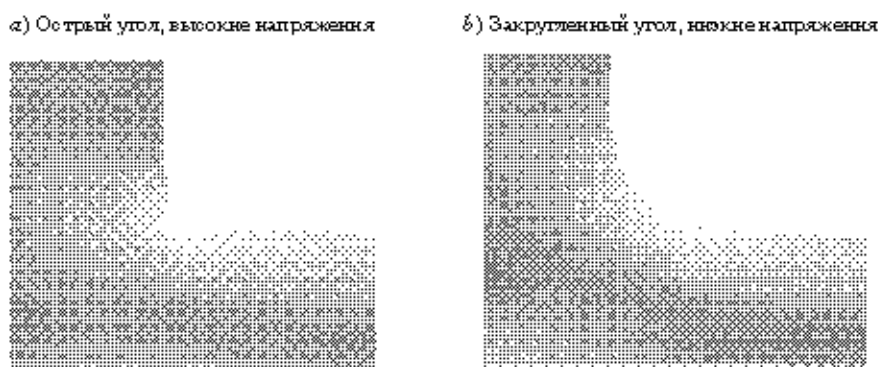 а) Острый угол, высокие напряжения
б) Закругленный угол, низкие напряжения